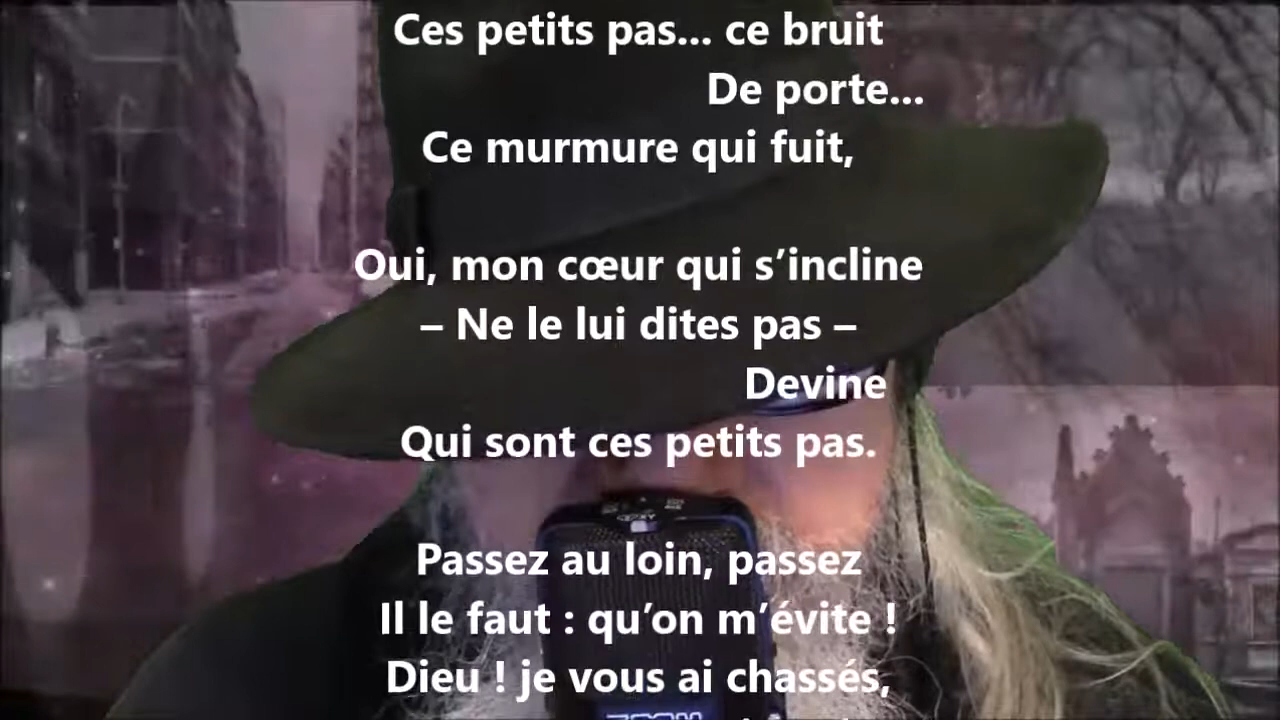 Ces petits pas... ce bruit
De porte...
Ce murmure qui fuit,
Oui, mon cœur qui s’incline
– Ne le lui dites pas –
Devine
Qui sont ces petits pas.
Passez au loin, passez
Il le faut : qu’on m’évite !
Dieu ! je vous ai chassés,